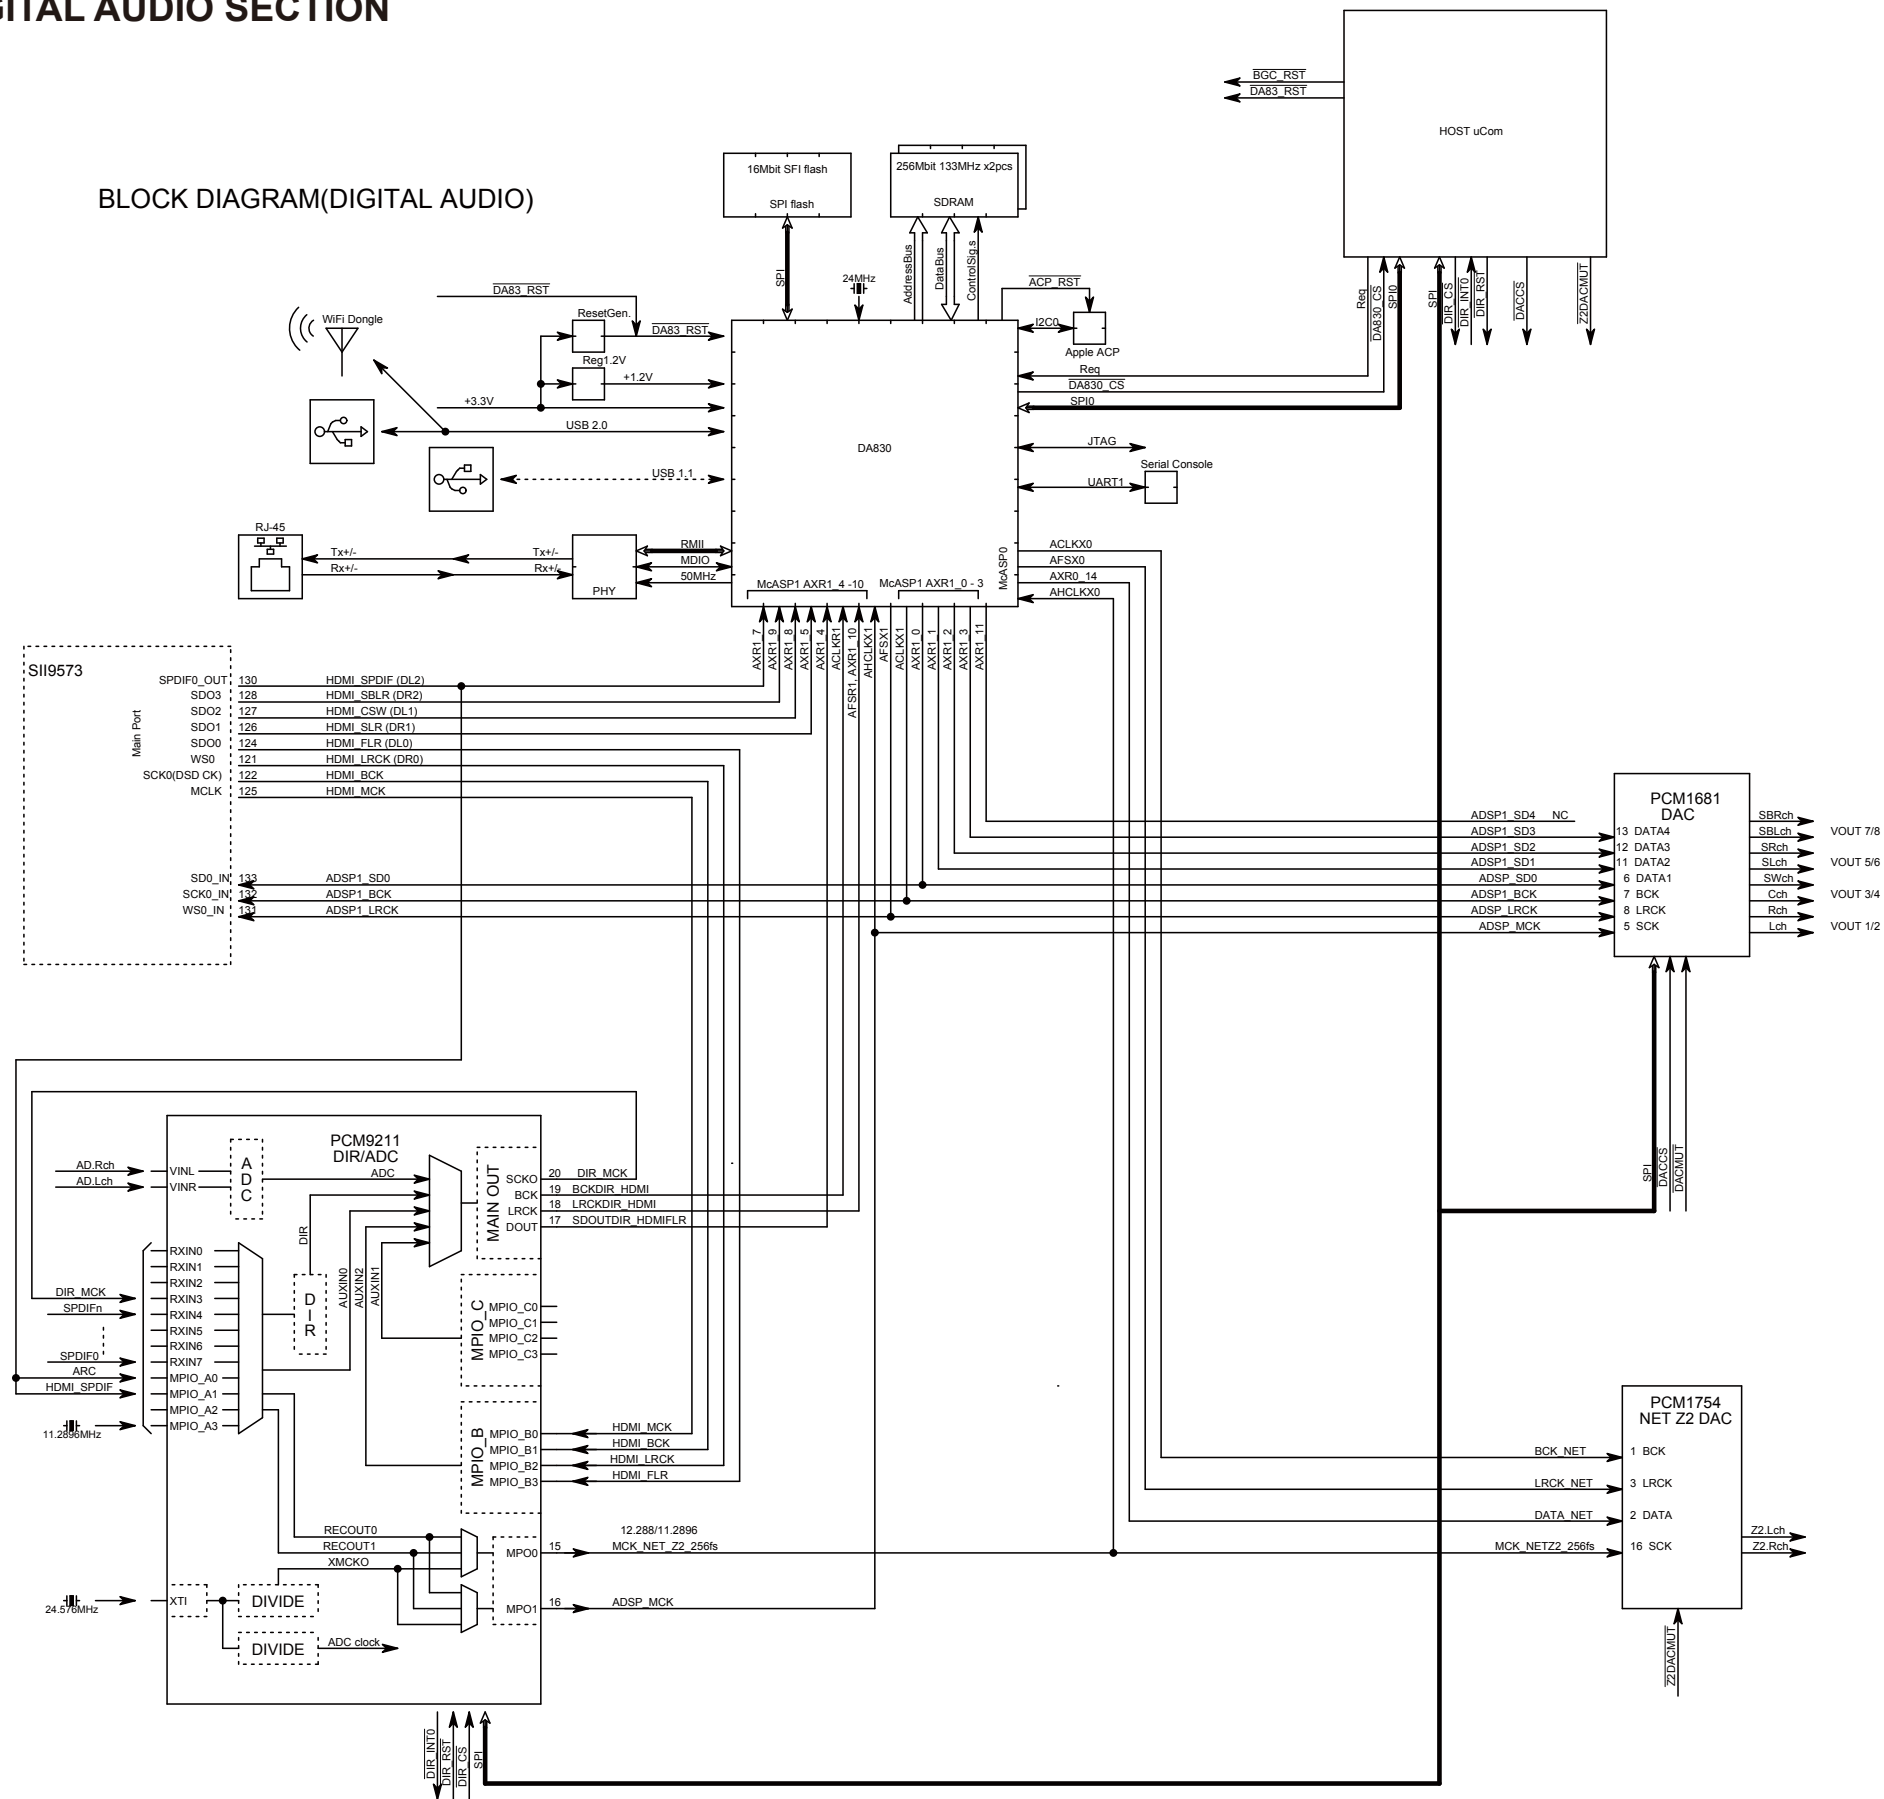 GITAL AUDIO SECTION
BLOCK DIAGRAM(DIGITAL AUDIO)
BGC_RST
DA83_RST
HOST uCom
Req
DA830_CS
SPI0
SPI
DIR_CS
DIR_INT0
DIR_RST
DACCS
Z2DACMUT
16Mbit SFI flash
SPI flash
256Mbit 133MHz x2pcs
SDRAM
SPI
24MHz
AddressBus
DataBus
ControlSig.s
ACP_RST
I2C0
Apple ACP
DA83_RST
WiFi Dongle
ResetGen.
DA83_RST
Reg1.2V
+1.2V
+3.3V
USB 2.0
USB 1.1
DA830
Req
DA830_CS
SPI0
JTAG
Serial Console
UART1
RJ-45
Tx+/-
Rx+/-
Tx+/-
Rx+/-
PHY
RMII
MDIO
50MHz
McASP1 AXR1_4 -10
McASP1 AXR1_0 - 3
McASP0
ACLKX0
AFSX0
AXR0_14
AHCLKX0
AXR1_7
AXR1_9
AXR1_8
AXR1_5
AXR1_4
ACLKR1
AFSR1, AXR1_10
AHCLKX1
AFSX1
ACLKX1
AXR1_0
AXR1_1
AXR1_2
AXR1_3
AXR1_11
SII9573
Main Port
SPDIF0_OUT 130 HDMI_SPDIF (DL2)
SDO3 128 HDMI_SBLR (DR2)
SDO2 127 HDMI_CSW (DL1)
SDO1 126 HDMI_SLR (DR1)
SDO0 124 HDMI_FLR (DL0)
WS0 121 HDMI_LRCK (DR0)
SCK0(DSD CK) 122 HDMI_BCK
MCLK 125 HDMI_MCK
SD0_IN 133 ADSP1_SD0
SCK0_IN 132 ADSP1_BCK
WS0_IN 131 ADSP1_LRCK
PCM1681
DAC
ADSP1_SD4 NC
ADSP1_SD3 13 DATA4
ADSP1_SD2 12 DATA3
ADSP1_SD1 11 DATA2
ADSP_SD0 6 DATA1
ADSP1_BCK 7 BCK
ADSP_LRCK 8 LRCK
ADSP_MCK 5 SCK
SBRch
SBLch
VOUT 7/8
SRch
SLch
VOUT 5/6
SWch
Cch
VOUT 3/4
Rch
Lch
VOUT 1/2
SPI
DACCS
DACMUT
PCM9211
DIR/ADC
AD.Rch
AD.Lch
VINL
VINR
ADC
ADC
DIR
AUXIN0
AUXIN2
AUXIN1
MAIN OUT
SCKO 20 DIR_MCK
BCK 19 BCKDIR_HDMI
LRCK 18 LRCKDIR_HDMI
DOUT 17 SDOUTDIR_HDMIFLR
RXIN0
RXIN1
RXIN2
DIR_MCK RXIN3
SPDIFn RXIN4
RXIN5
RXIN6
SPDIF0 RXIN7
ARC MPIO_A0
HDMI_SPDIF MPIO_A1
MPIO_A2
MPIO_A3
11.2896MHz
DIR
MPIO_C
MPIO_C0
MPIO_C1
MPIO_C2
MPIO_C3
MPIO_B
MPIO_B0 HDMI_MCK
MPIO_B1 HDMI_BCK
MPIO_B2 HDMI_LRCK
MPIO_B3 HDMI_FLR
RECOUT0
RECOUT1
XMCKO
12.288/11.2896
MPO0 15 MCK_NET_Z2_256fs
MPO1 16 ADSP_MCK
24.576MHz
XTI
DIVIDE
DIVIDE
ADC clock
DIR_INT0
DIR_RST
DIR_CS
SPI
PCM1754
NET Z2 DAC
BCK_NET 1 BCK
LRCK_NET 3 LRCK
DATA_NET 2 DATA
MCK_NETZ2_256fs 16 SCK
Z2.Lch
Z2.Rch
Z2DACMUT